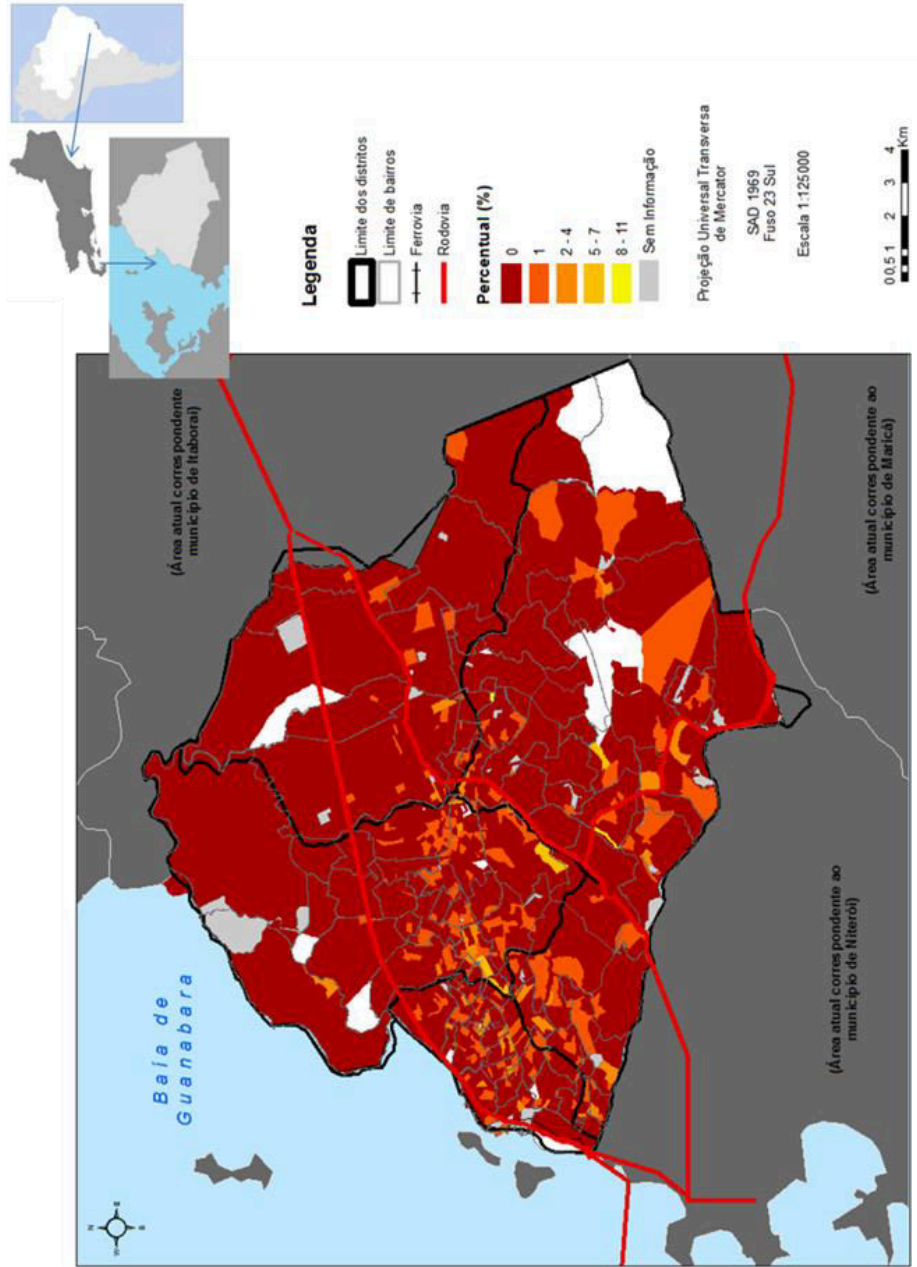 (Área atual correspondente
município de Itaboraí)
Baía de
Guanabara
(Área atual correspondente ao
município de Niterói)
(Área atual correspondente ao
município de Maricá)
N
W
E
S
Legenda
Limite dos distritos
Limite de bairros
Ferrovia
Rodovia
Percentual (%)
0
1
2 - 4
5 - 7
8 - 11
Sem Informação
Projeção Universal Transversa
de Mercator
SAD 1969
Fuso 23 Sul
Escala 1:125000
0 0,5 1 2 3 4
Km